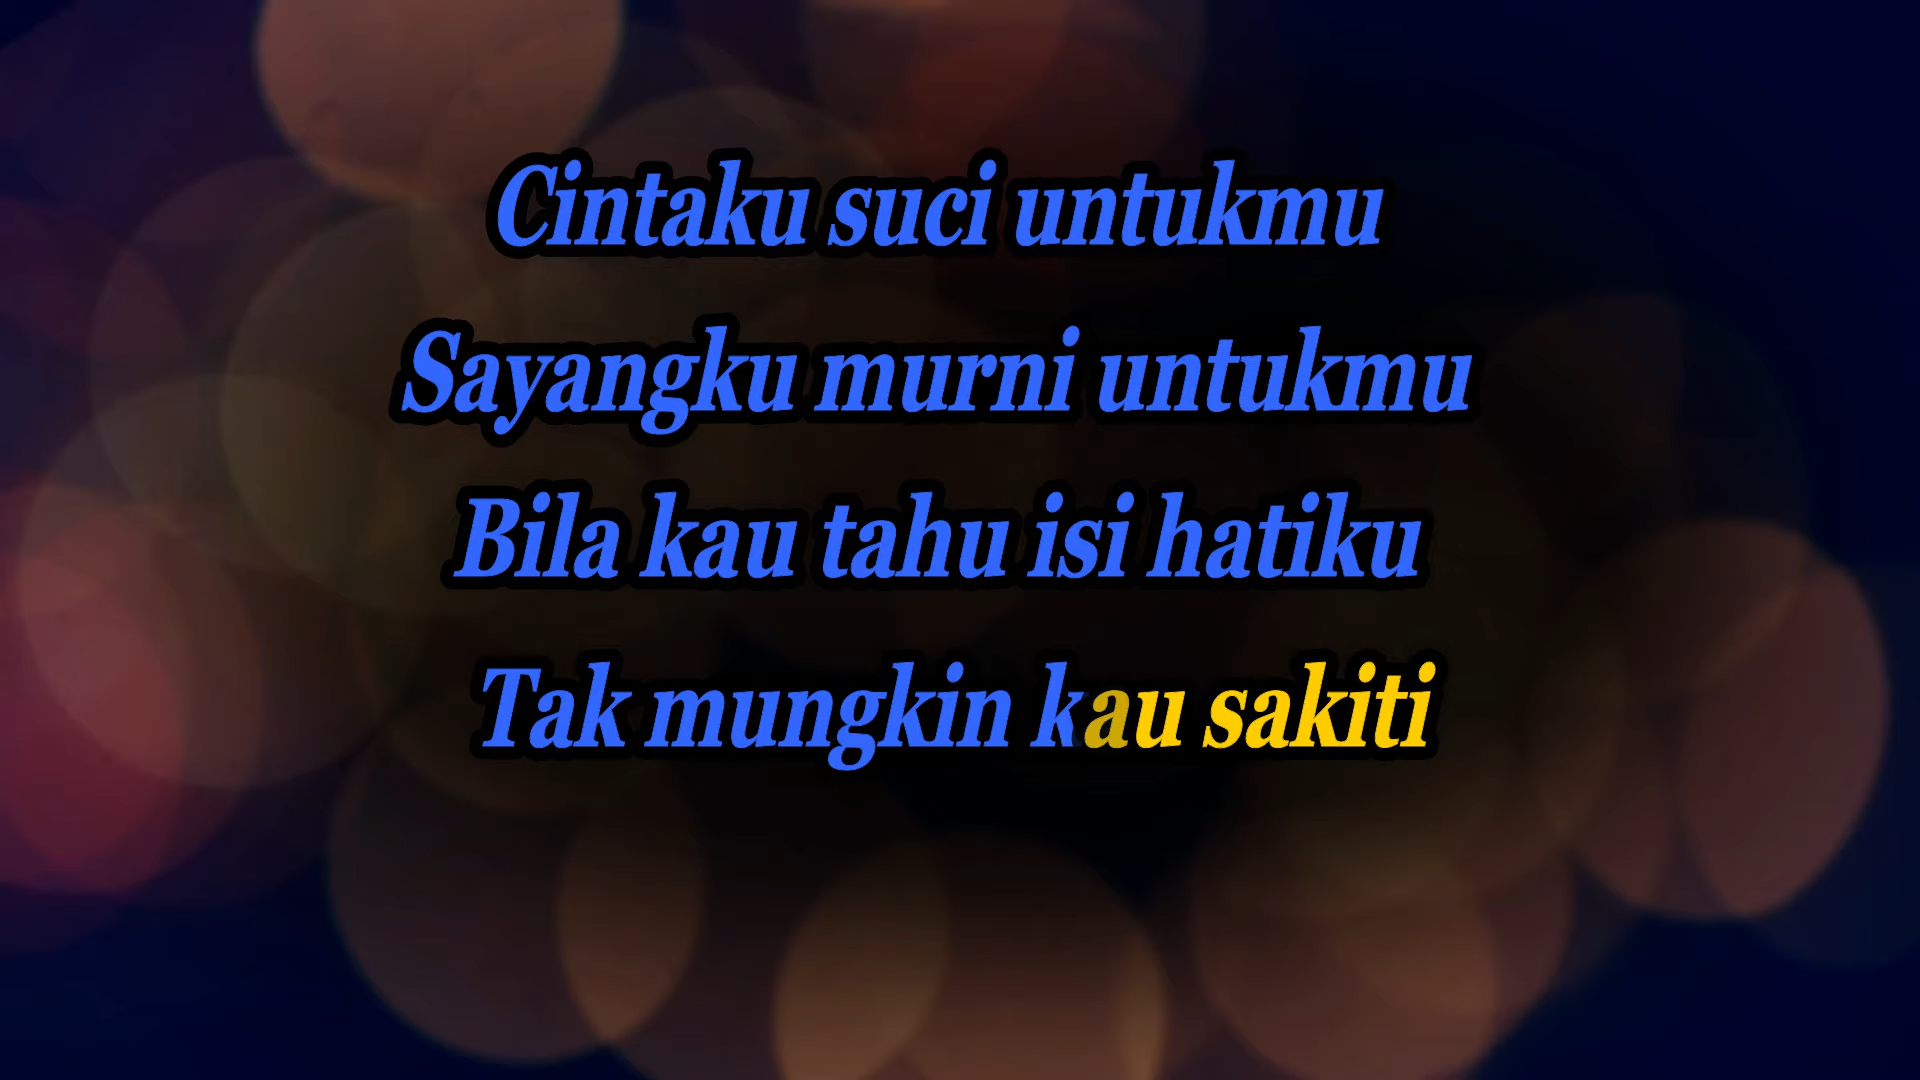 Cintaku suci untukmu
Sayangku murni untukmu
Bila kau tahu isi hatiku
Tak mungkin kau sakiti